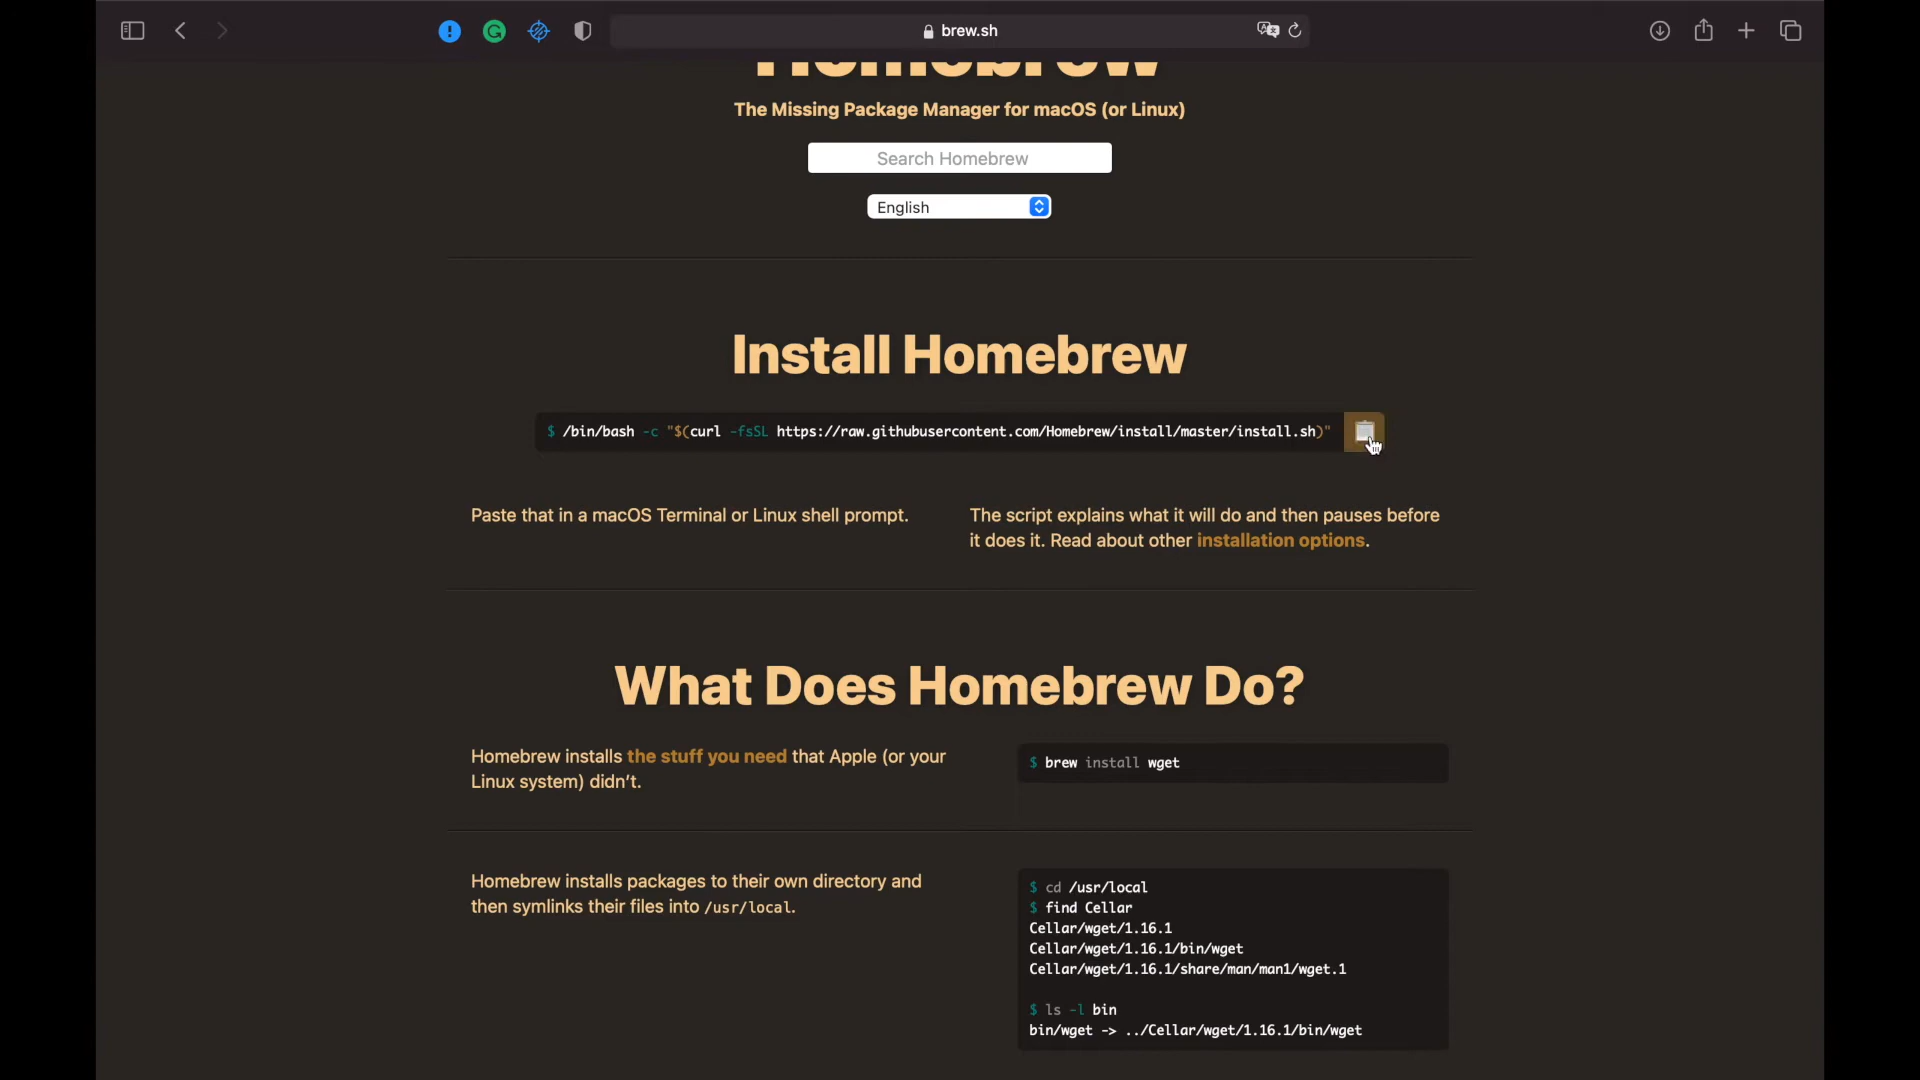 brew.sh
Homebrew
The Missing Package Manager for macOS (or Linux)
Search Homebrew
English
Install Homebrew
$ /bin/bash -c "$(curl -fsSL https://raw.githubusercontent.com/Homebrew/install/master/install.sh)"
Paste that in a macOS Terminal or Linux shell prompt.
The script explains what it will do and then pauses before
it does it. Read about other installation options.
What Does Homebrew Do?
Homebrew installs the stuff you need that Apple (or your
Linux system) didn’t.
$ brew install wget
Homebrew installs packages to their own directory and
then symlinks their files into /usr/local.
$ cd /usr/local
$ find Cellar
Cellar/wget/1.16.1
Cellar/wget/1.16.1/bin/wget
Cellar/wget/1.16.1/share/man/man1/wget.1
$ ls -l bin
bin/wget -> ../Cellar/wget/1.16.1/bin/wget